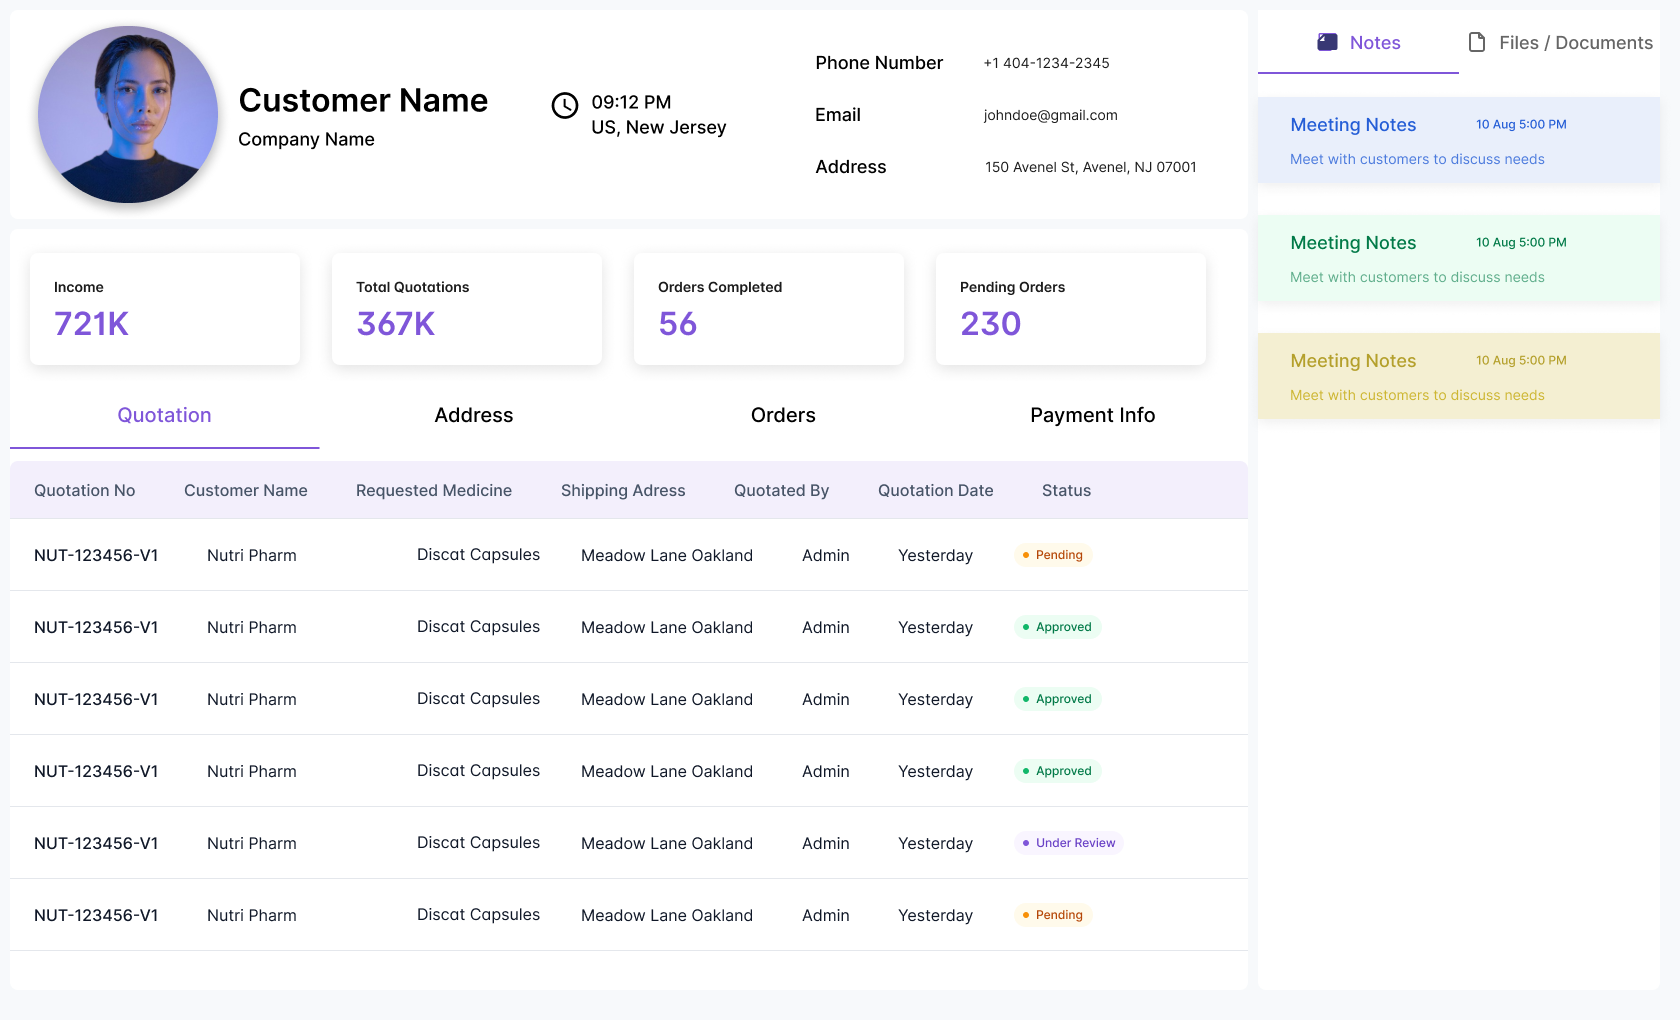 Customer Name
Company Name
09:12 PM
US, New Jersey
Phone Number +1 404-1234-2345
Email johndoe@gmail.com
Address 150 Avenel St, Avenel, NJ 07001
Income
721K
Total Quotations
367K
Orders Completed
56
Pending Orders
230
Quotation Address Orders Payment Info
Quotation No Customer Name Requested Medicine Shipping Adress Quotated By Quotation Date Status
NUT-123456-V1 Nutri Pharm Discat Capsules Meadow Lane Oakland Admin Yesterday Pending
NUT-123456-V1 Nutri Pharm Discat Capsules Meadow Lane Oakland Admin Yesterday Approved
NUT-123456-V1 Nutri Pharm Discat Capsules Meadow Lane Oakland Admin Yesterday Approved
NUT-123456-V1 Nutri Pharm Discat Capsules Meadow Lane Oakland Admin Yesterday Approved
NUT-123456-V1 Nutri Pharm Discat Capsules Meadow Lane Oakland Admin Yesterday Under Review
NUT-123456-V1 Nutri Pharm Discat Capsules Meadow Lane Oakland Admin Yesterday Pending
Notes Files / Documents
Meeting Notes 10 Aug 5:00 PM
Meet with customers to discuss needs
Meeting Notes 10 Aug 5:00 PM
Meet with customers to discuss needs
Meeting Notes 10 Aug 5:00 PM
Meet with customers to discuss needs